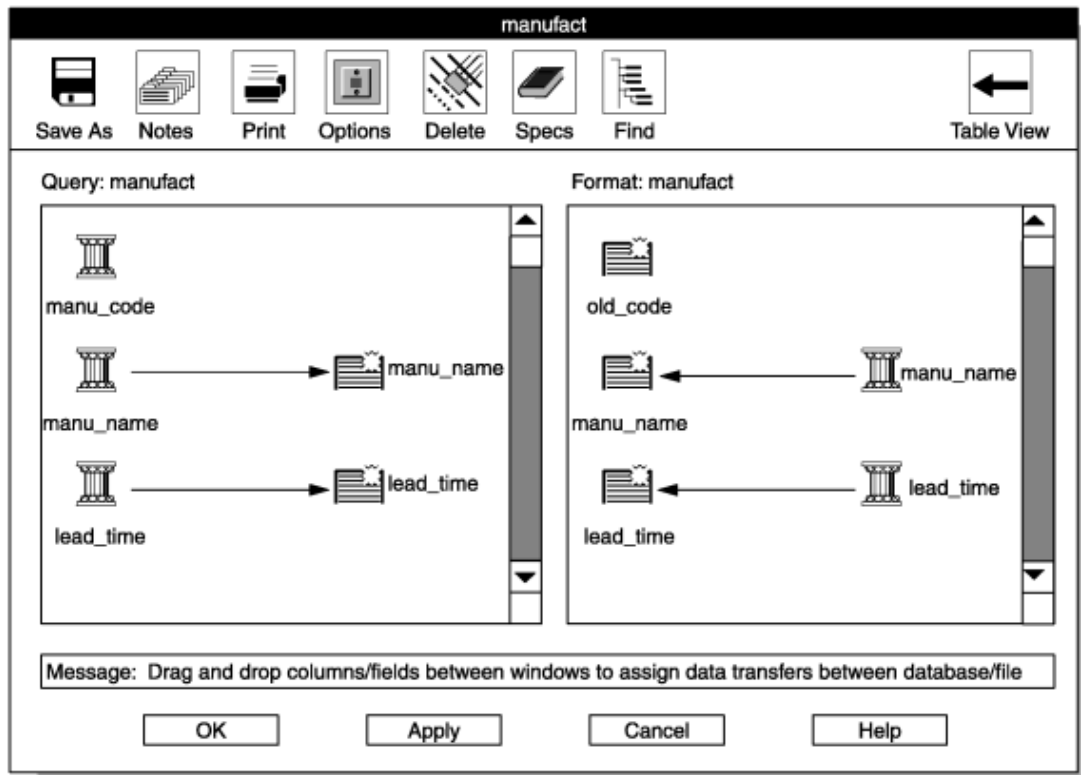 manufact
Save As Notes Print Options Delete Specs Find Table View
Query: manufact
manu_code
manu_name
manu_name
lead_time
lead_time
Format: manufact
old_code
manu_name
manu_name
lead_time
lead_time
Message: Drag and drop columns/fields between windows to assign data transfers between database/file
OK Apply Cancel Help